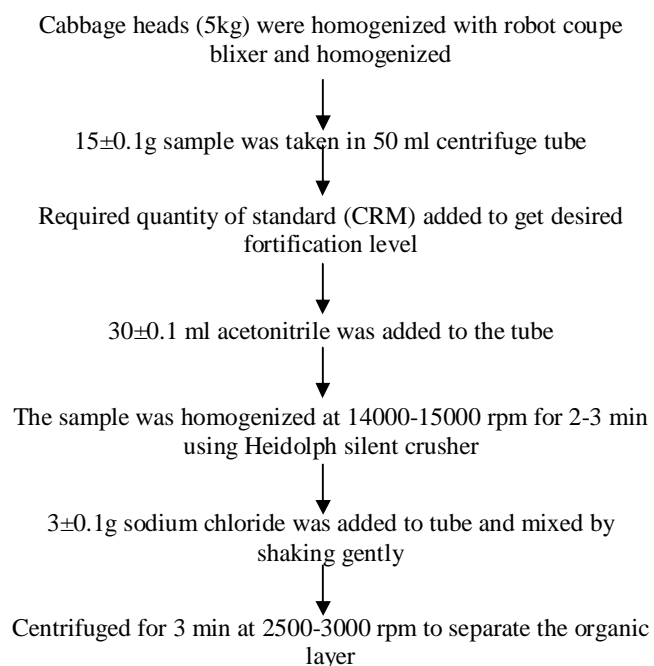 Cabbage heads (5kg) were homogenized with robot coupe
blixer and homogenized
15±0.1g sample was taken in 50 ml centrifuge tube
Required quantity of standard (CRM) added to get desired
fortification level
30±0.1 ml acetonitrile was added to the tube
The sample was homogenized at 14000-15000 rpm for 2-3 min
using Heidolph silent crusher
3±0.1g sodium chloride was added to tube and mixed by
shaking gently
Centrifuged for 3 min at 2500-3000 rpm to separate the organic
layer